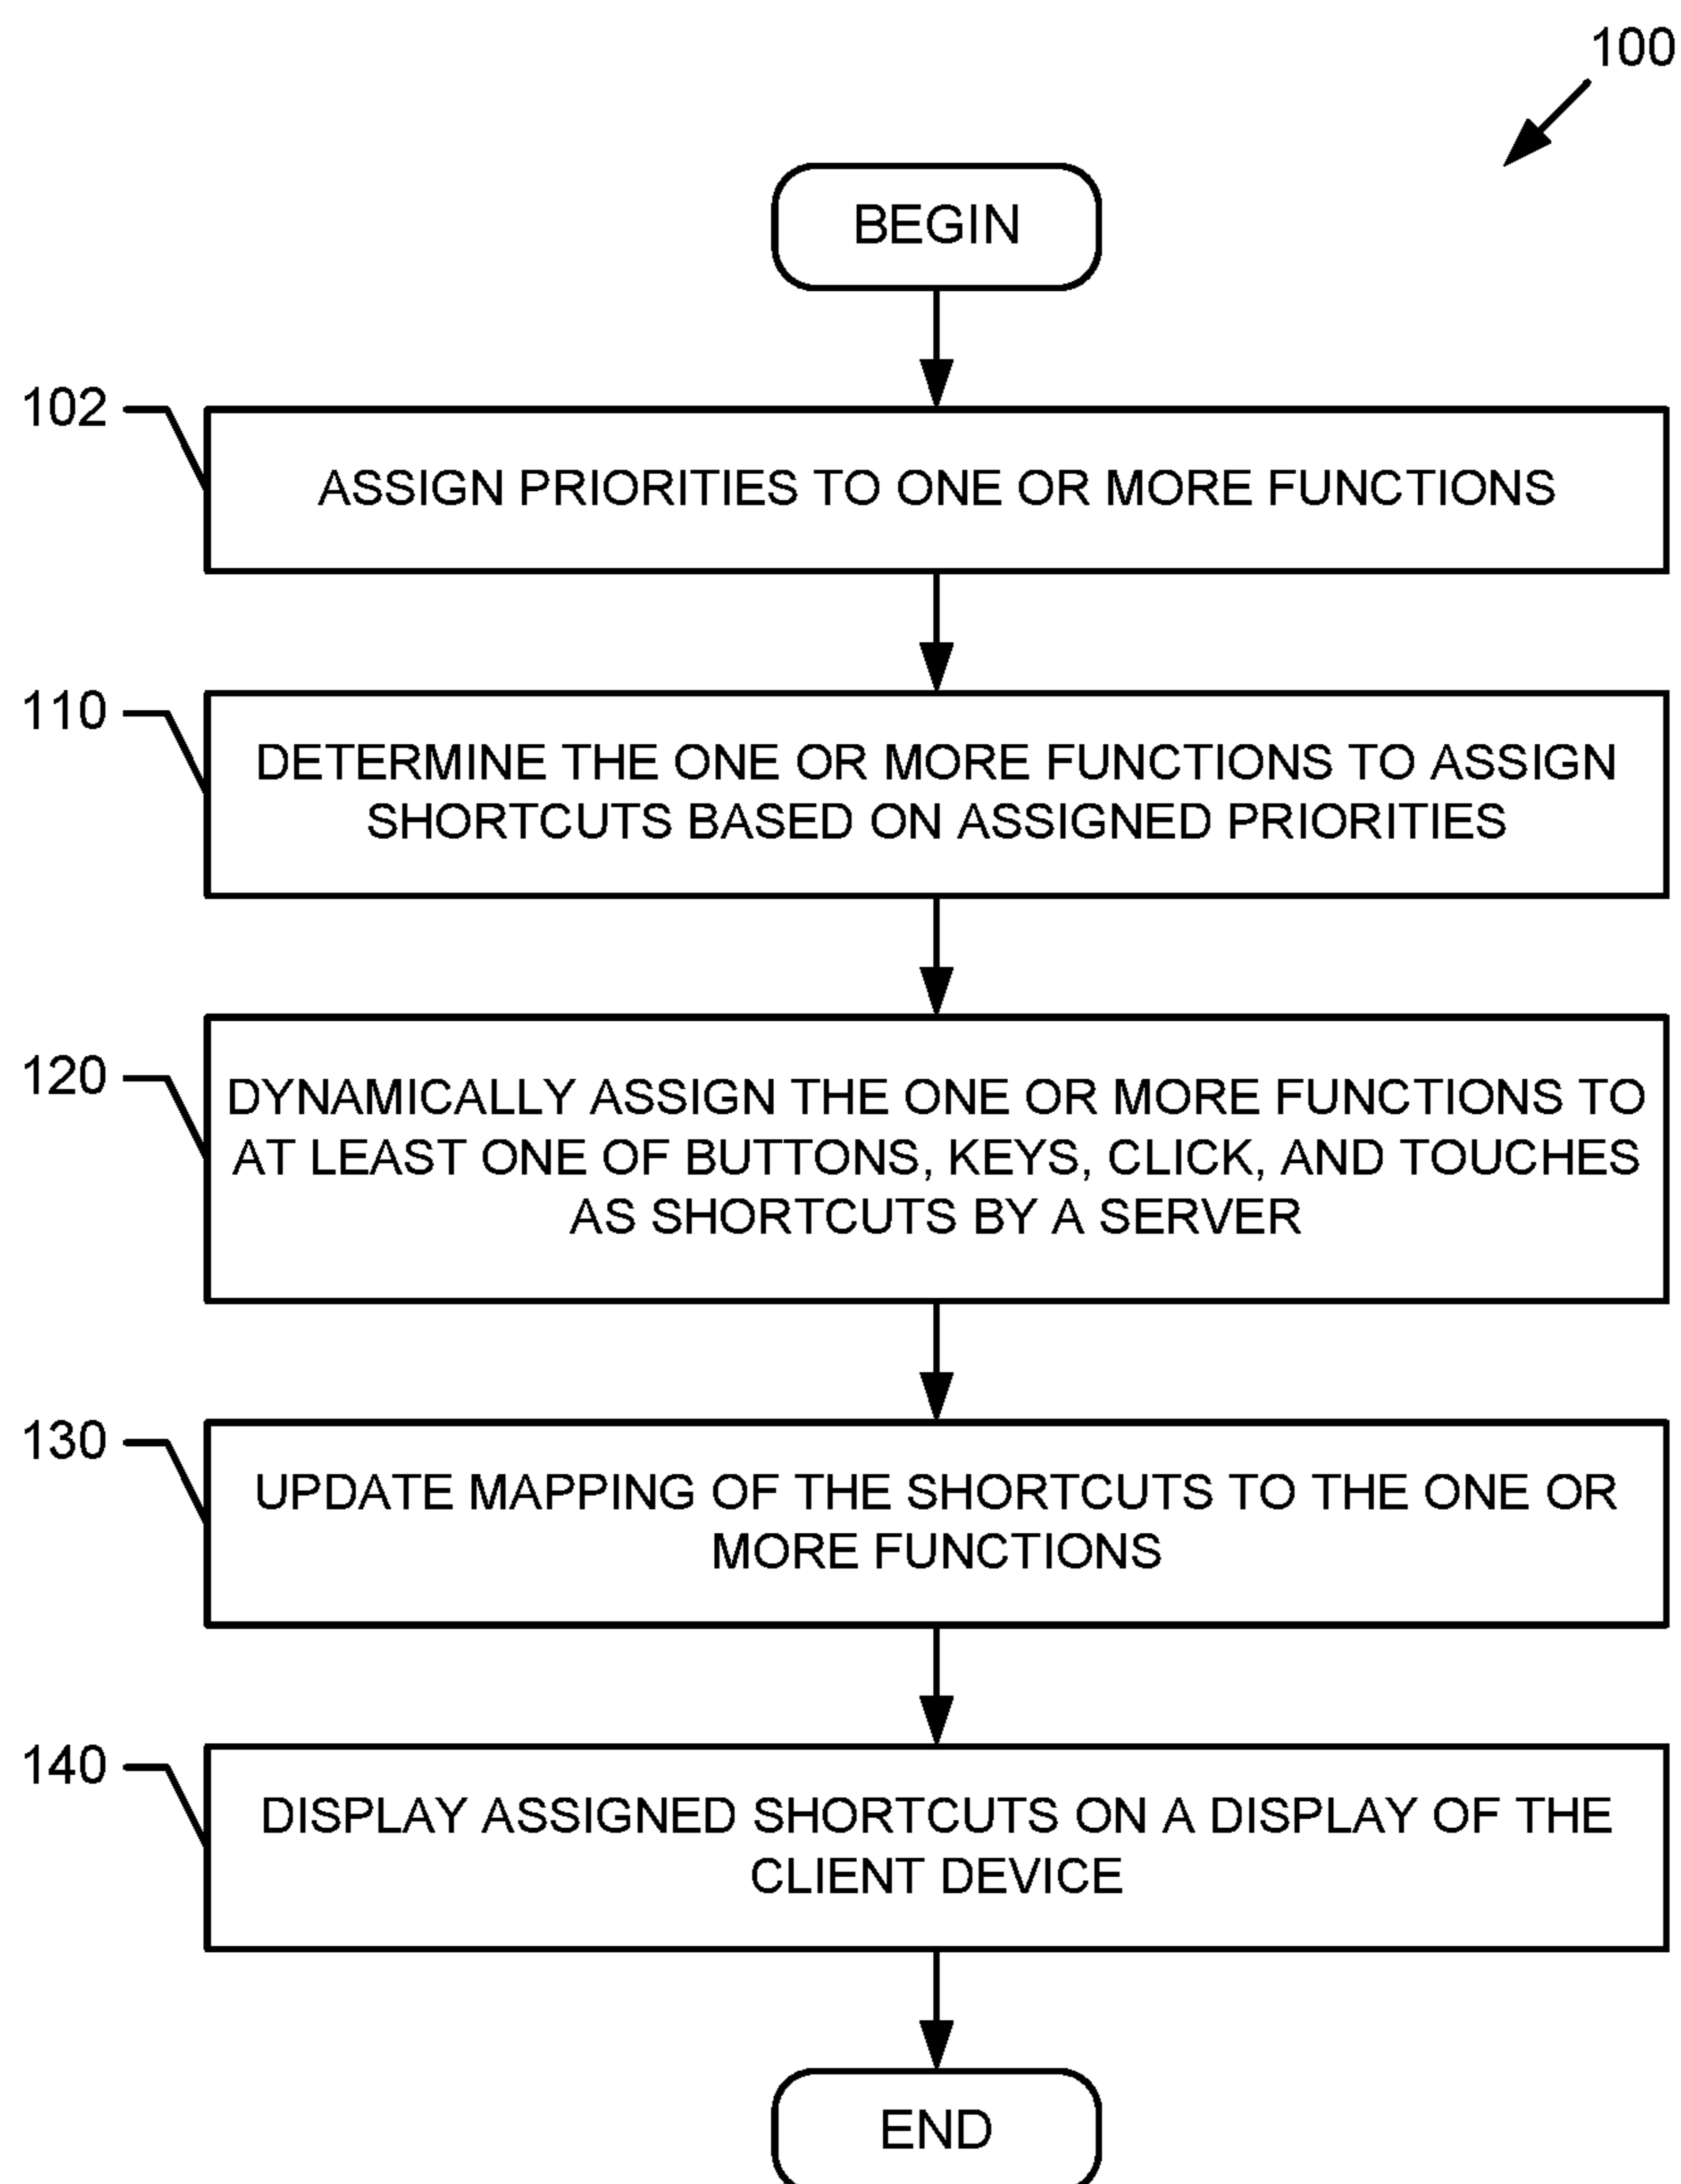 100
BEGIN
102
ASSIGN PRIORITIES TO ONE OR MORE FUNCTIONS
110
DETERMINE THE ONE OR MORE FUNCTIONS TO ASSIGN
SHORTCUTS BASED ON ASSIGNED PRIORITIES
120
DYNAMICALLY ASSIGN THE ONE OR MORE FUNCTIONS TO
AT LEAST ONE OF BUTTONS, KEYS, CLICK, AND TOUCHES
AS SHORTCUTS BY A SERVER
130
UPDATE MAPPING OF THE SHORTCUTS TO THE ONE OR
MORE FUNCTIONS
140
DISPLAY ASSIGNED SHORTCUTS ON A DISPLAY OF THE
CLIENT DEVICE
END